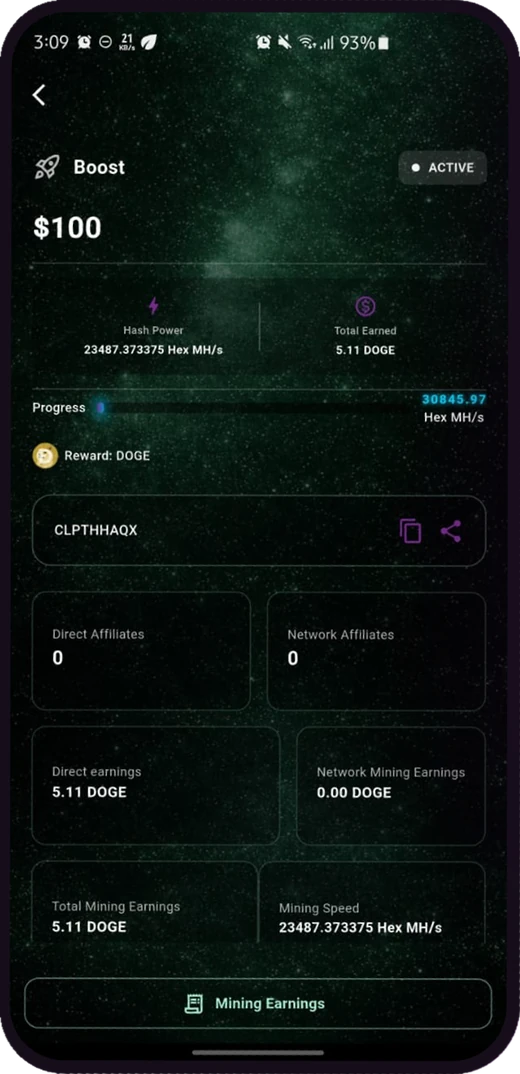 3:09 21 KB/s 93%
Boost ACTIVE
$100
Hash Power Total Earned
23487.373375 Hex MH/s 5.11 DOGE
Progress 30845.97
Hex MH/s
Reward: DOGE
CLPTHHAQX
Direct Affiliates Network Affiliates
0 0
Direct earnings Network Mining Earnings
5.11 DOGE 0.00 DOGE
Total Mining Earnings Mining Speed
5.11 DOGE 23487.373375 Hex MH/s
Mining Earnings